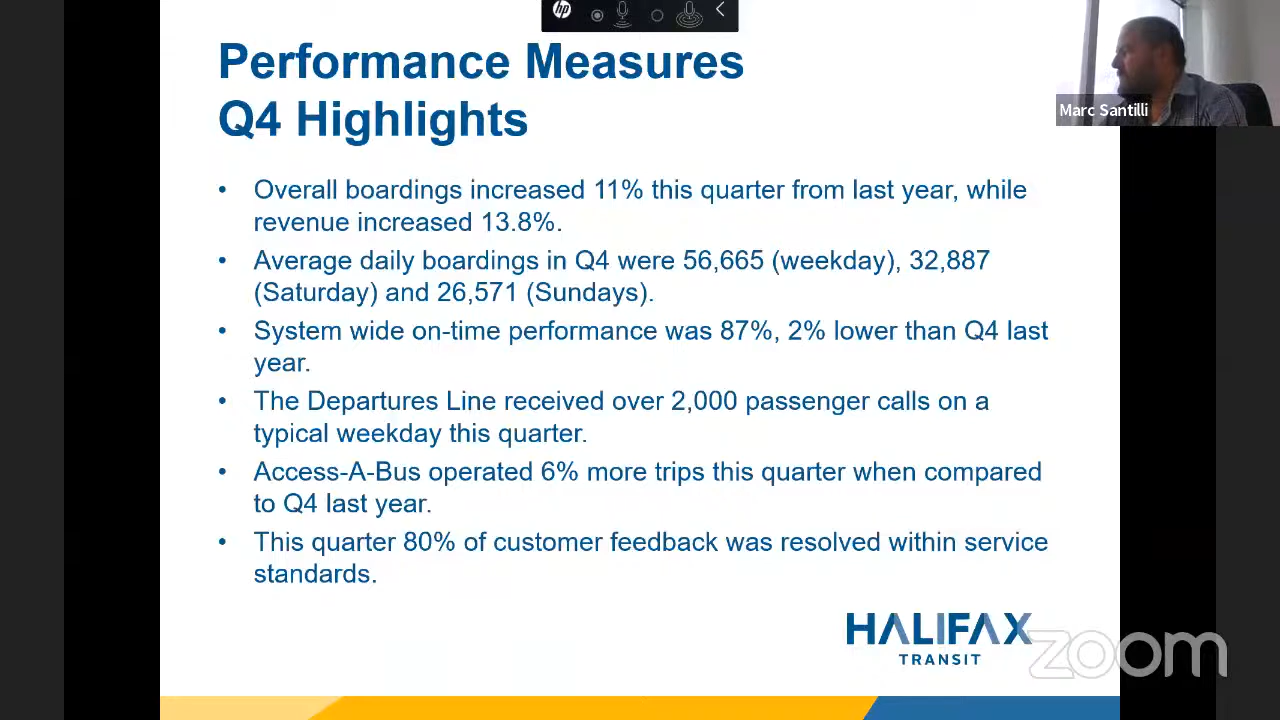 hp
Performance Measures
Q4 Highlights
Marc Santilli
• Overall boardings increased 11% this quarter from last year, while
revenue increased 13.8%.
• Average daily boardings in Q4 were 56,665 (weekday), 32,887
(Saturday) and 26,571 (Sundays).
• System wide on-time performance was 87%, 2% lower than Q4 last
year.
• The Departures Line received over 2,000 passenger calls on a
typical weekday this quarter.
• Access-A-Bus operated 6% more trips this quarter when compared
to Q4 last year.
• This quarter 80% of customer feedback was resolved within service
standards.
HALIFAX
TRANSIT
zoom